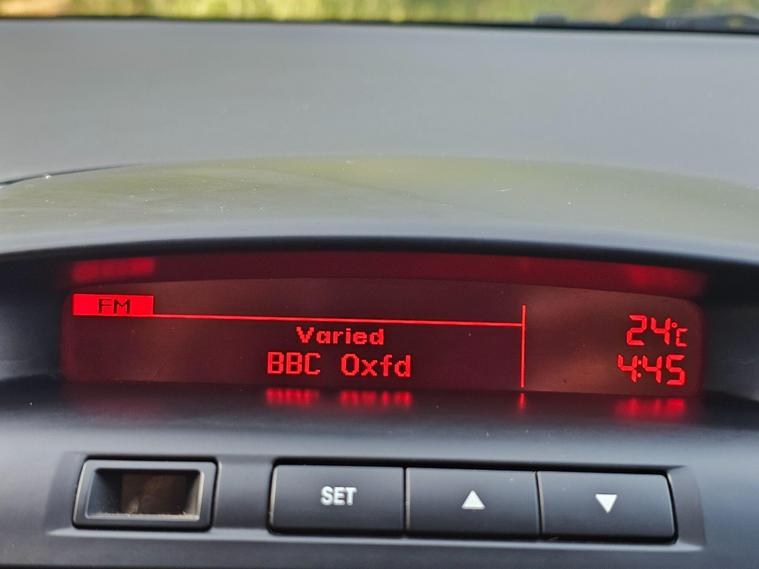 FM
Varied
BBC Oxfd
24°C
4:45
SET